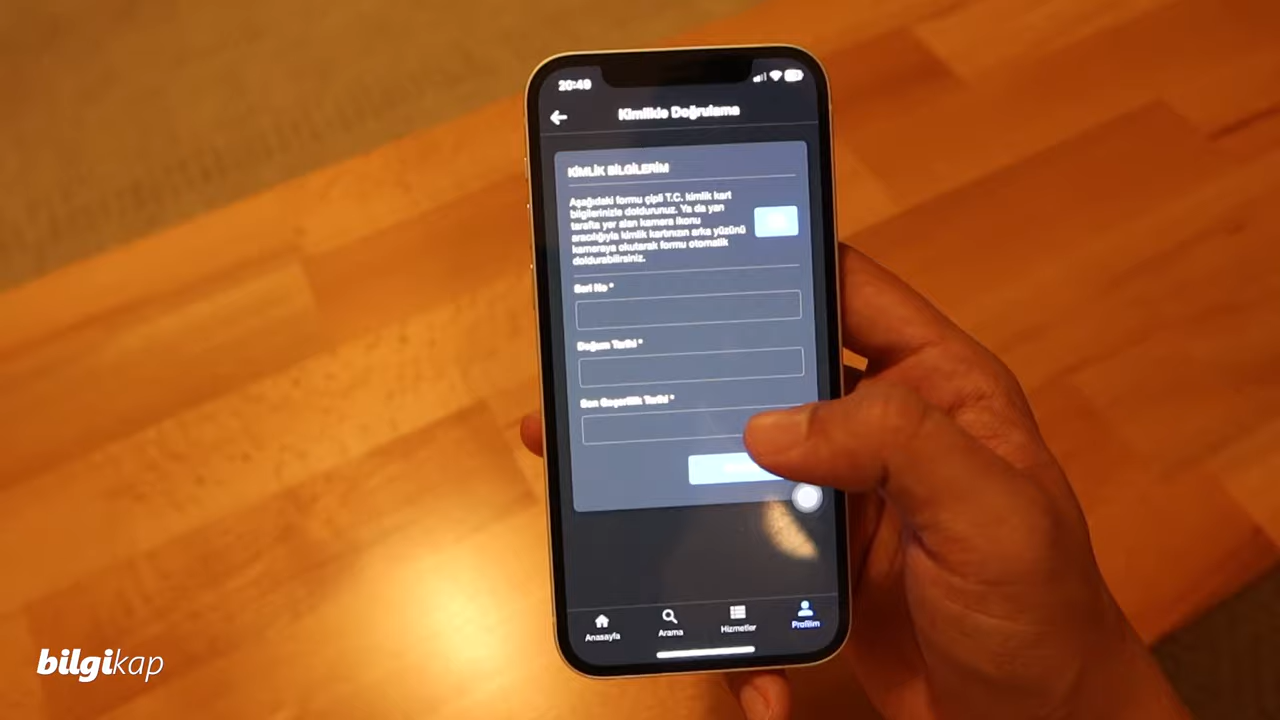 20:49
Kimlikle Doğrulama
KİMLİK BİLGİLERİM
Aşağıdaki formu çipli T.C. kimlik kart
bilgilerinizle doldurunuz. Ya da yan
tarafta yer alan kamera ikonu
aracılığıyla kimlik kartınızın arka yüzünü
kameraya okutarak formu otomatik
doldurabilirsiniz.
Seri No *
Doğum Tarihi *
Son Geçerlilik Tarihi *
Anasayfa
Arama
Hizmetler
Profilim
bilgikap